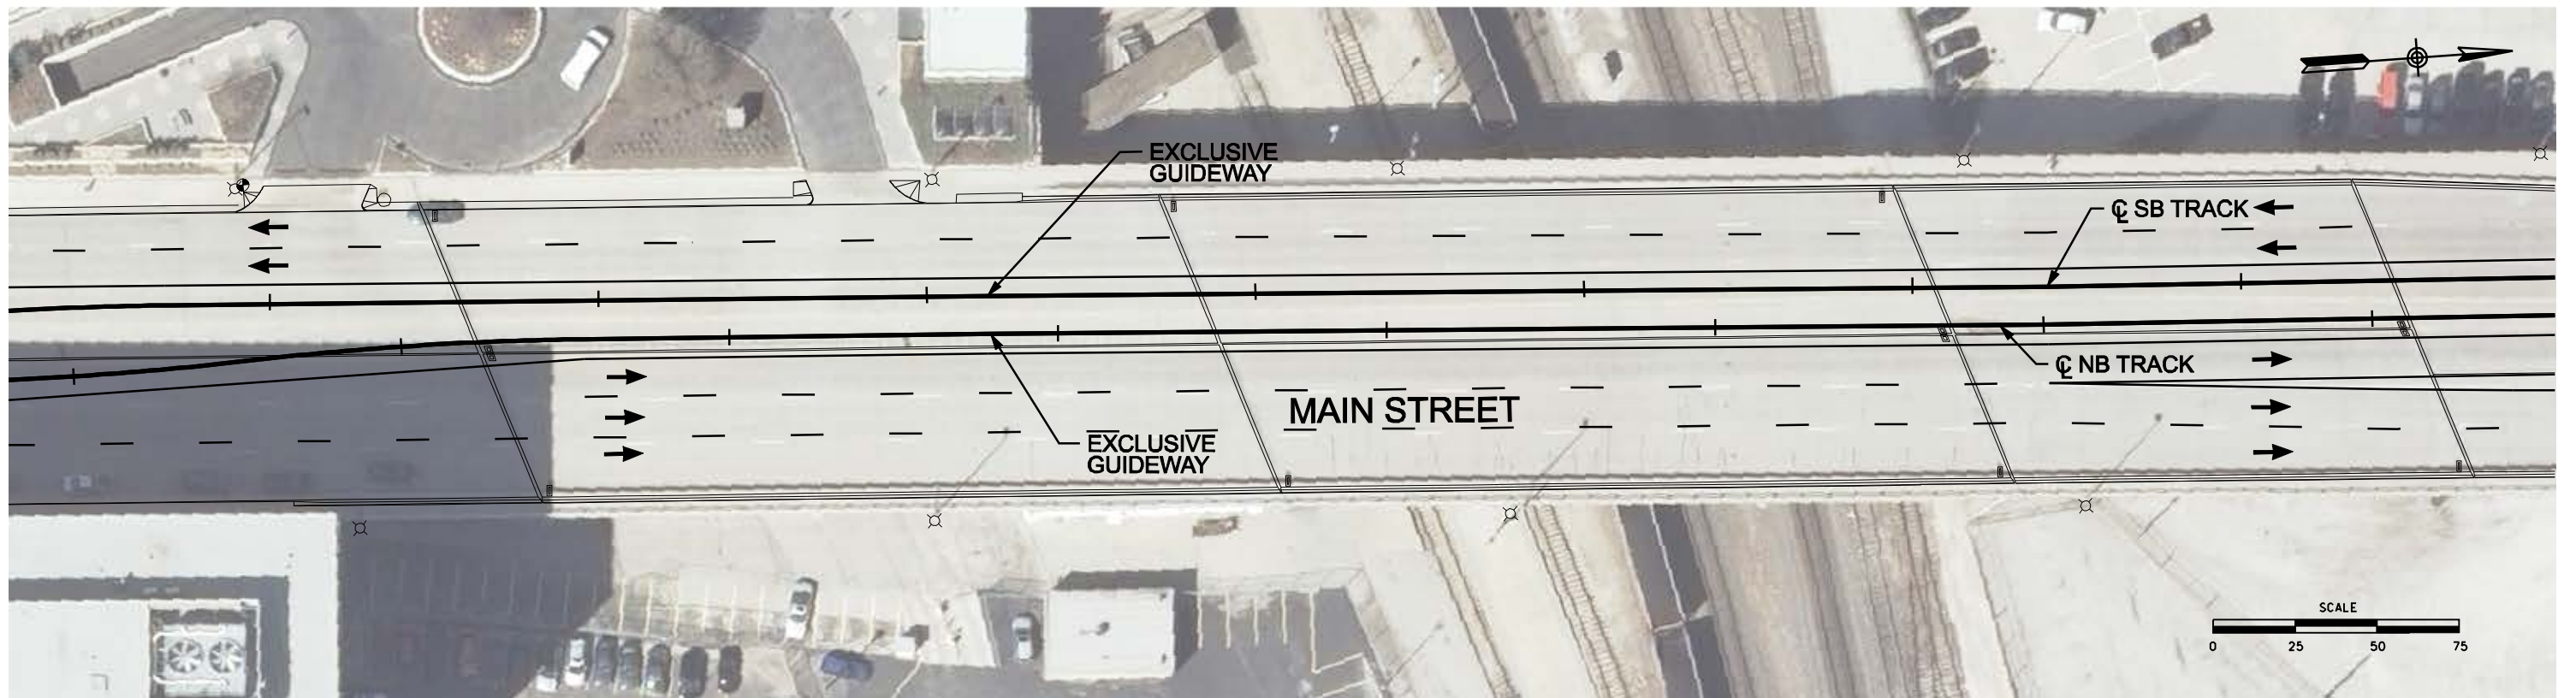 EXCLUSIVE
GUIDEWAY
℄ SB TRACK
℄ NB TRACK
MAIN STREET
EXCLUSIVE
GUIDEWAY
SCALE
0 25 50 75